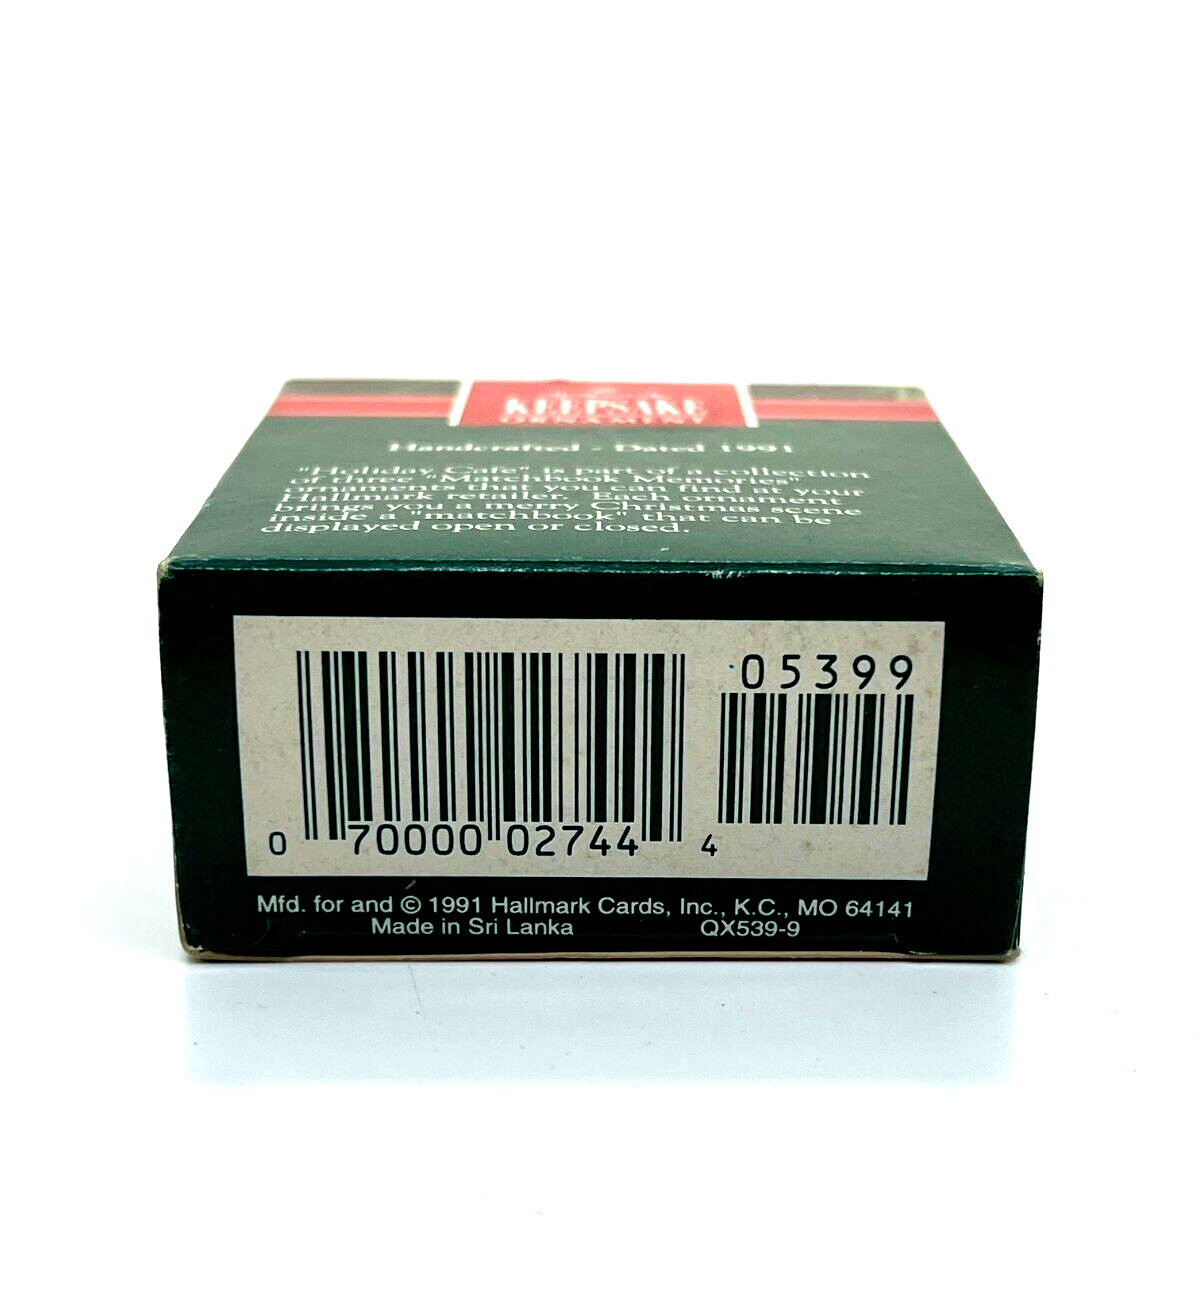 KEEPSAKE
ORNAMENT
Handcrafted - Dated 1991
"Holiday Cafe" is part of a collection
of three "Matchbook Memories"
ornaments that you can find at your
Hallmark retailer. Each ornament
brings you a merry Christmas scene
inside a "matchbook" that can be
displayed open or closed.
05399
0 70000 02744 4
Mfd. for and © 1991 Hallmark Cards, Inc., K.C., MO 64141
Made in Sri Lanka QX539-9